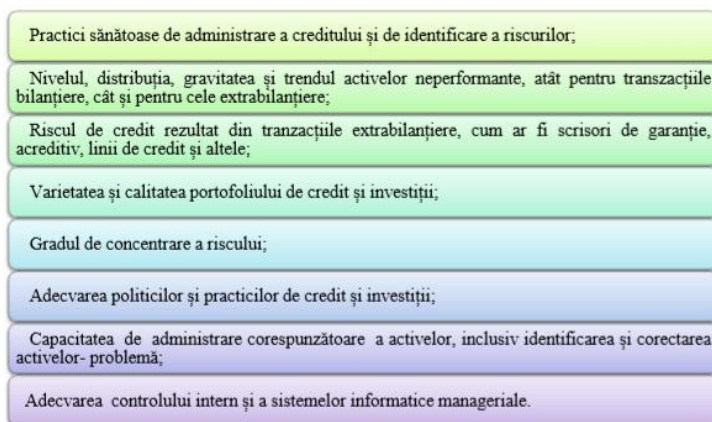 Practici sănătoase de administrare a creditului și de identificare a riscurilor;
Nivelul, distribuția, gravitatea și trendul activelor neperformante, atât pentru transzacțiile
bilanțiere, cât și pentru cele extrabilanțiere;
Riscul de credit rezultat din tranzacțiile extrabilanțiere, cum ar fi scrisori de garanție,
acreditiv, linii de credit și altele;
Varietatea și calitatea portofoliului de credit și investiții;
Gradul de concentrare a riscului;
Adecvarea politicilor și practicilor de credit și investiții;
Capacitatea de administrare corespunzătoare a activelor, inclusiv identificarea și corectarea
activelor- problemă;
Adecvarea controlului intern și a sistemelor informatice manageriale.